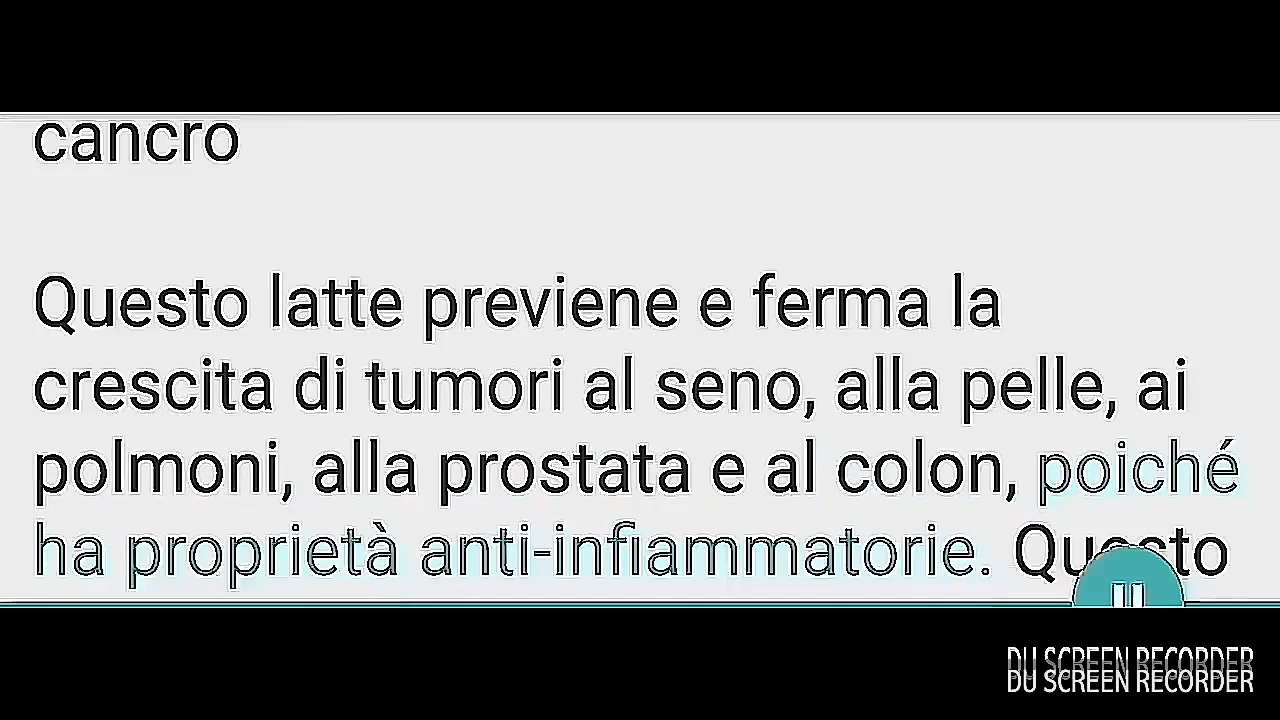 cancro
Questo latte previene e ferma la
crescita di tumori al seno, alla pelle, ai
polmoni, alla prostata e al colon, poiché
ha proprietà anti-infiammatorie. Questo
DU SCREEN RECORDER
DU SCREEN RECORDER